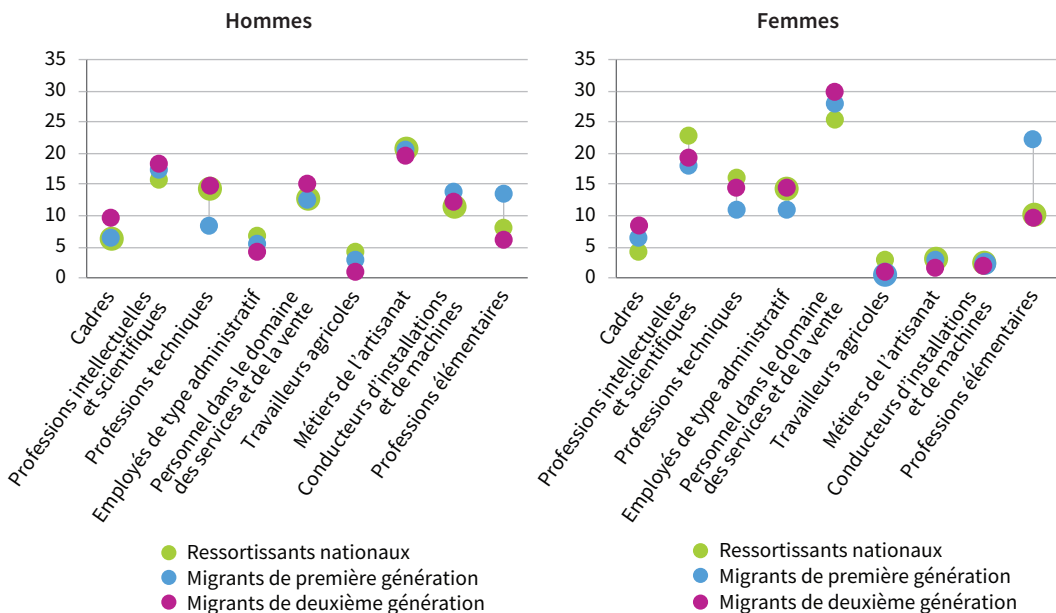 Hommes
35
30
25
20
15
10
5
0
Cadres
Professions intellectuelles
et scientifiques
Professions techniques
Employés de type administratif
Personnel dans le domaine
des services et de la vente
Travailleurs agricoles
Métiers de l'artisanat
Conducteurs d'installations
et de machines
Professions élémentaires
Ressortissants nationaux
Migrants de première génération
Migrants de deuxième génération
Femmes
35
30
25
20
15
10
5
0
Cadres
Professions intellectuelles
et scientifiques
Professions techniques
Employés de type administratif
Personnel dans le domaine
des services et de la vente
Travailleurs agricoles
Métiers de l'artisanat
Conducteurs d'installations
et de machines
Professions élémentaires
Ressortissants nationaux
Migrants de première génération
Migrants de deuxième génération